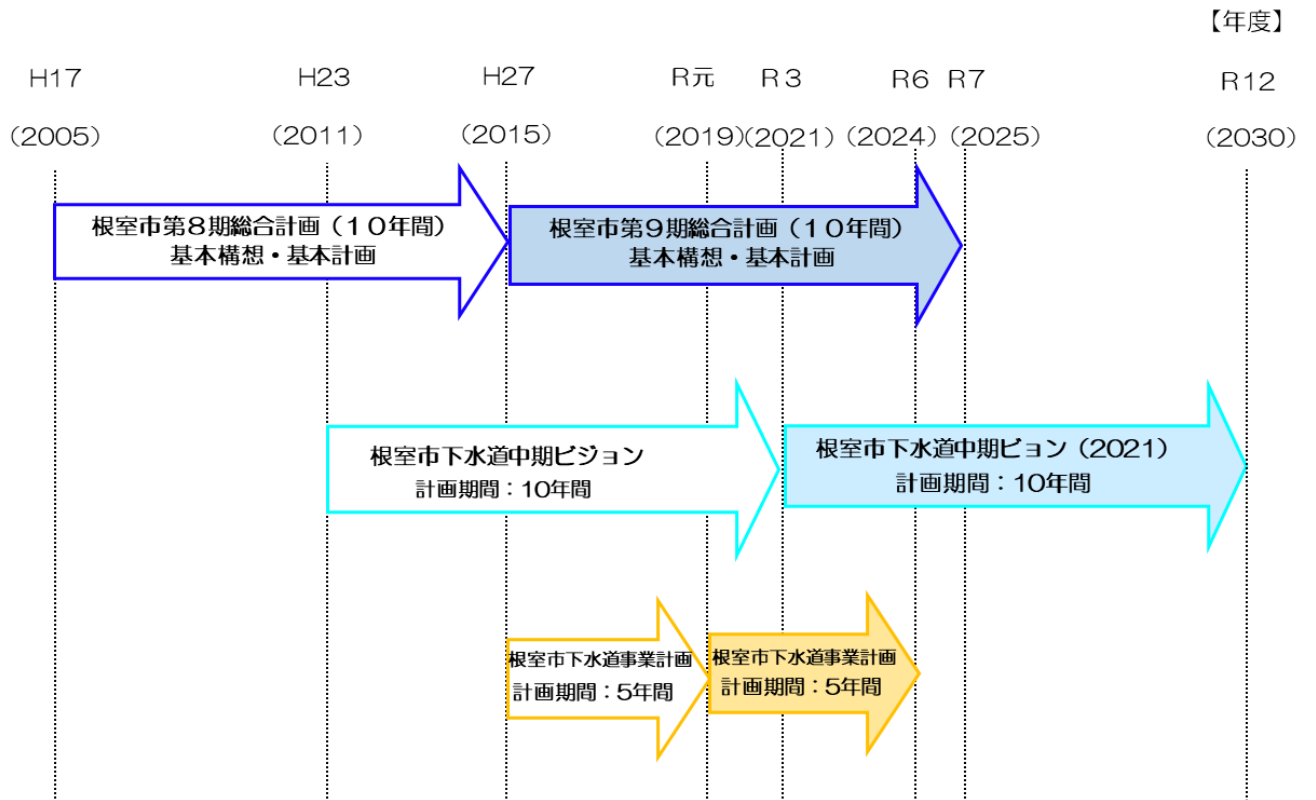 【年度】
H17 H23 H27 R元 R3 R6 R7 R12
（2005） （2011） （2015） （2019） （2021） （2024） （2025） （2030）
根室市第8期総合計画（10年間）
基本構想・基本計画
根室市第9期総合計画（10年間）
基本構想・基本計画
根室市下水道中期ビジョン
計画期間：10年間
根室市下水道中期ビョン（2021）
計画期間：10年間
根室市下水道事業計画
計画期間：5年間
根室市下水道事業計画
計画期間：5年間